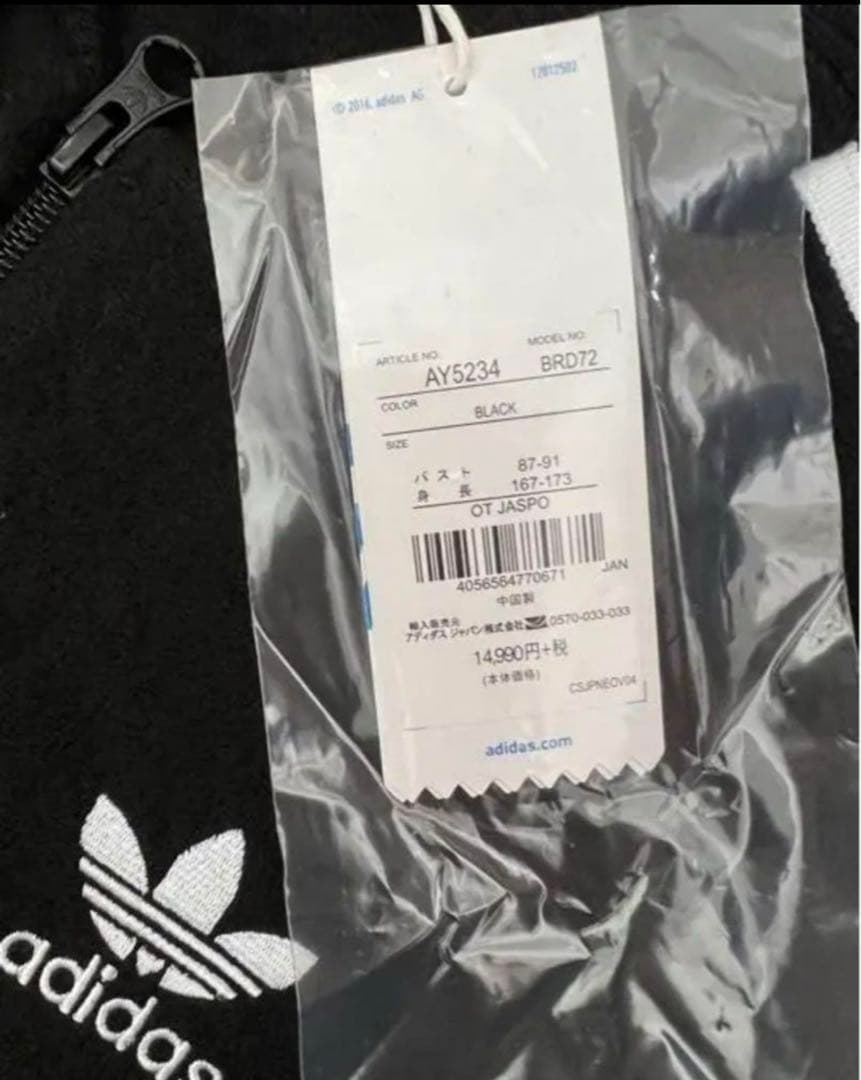 © 2016, adidas AG
12012502
ARTICLE NO.
MODEL NO.
AY5234
BRD72
COLOR
BLACK
SIZE
バスト 87-91
身長 167-173
OT JASPO
4056564770671
JAN
中国製
輸入販売元
アディダス ジャパン株式会社 0570-033-033
14,990円+税
(本体価格)
CSJPNEOV04
adidas.com
adidas